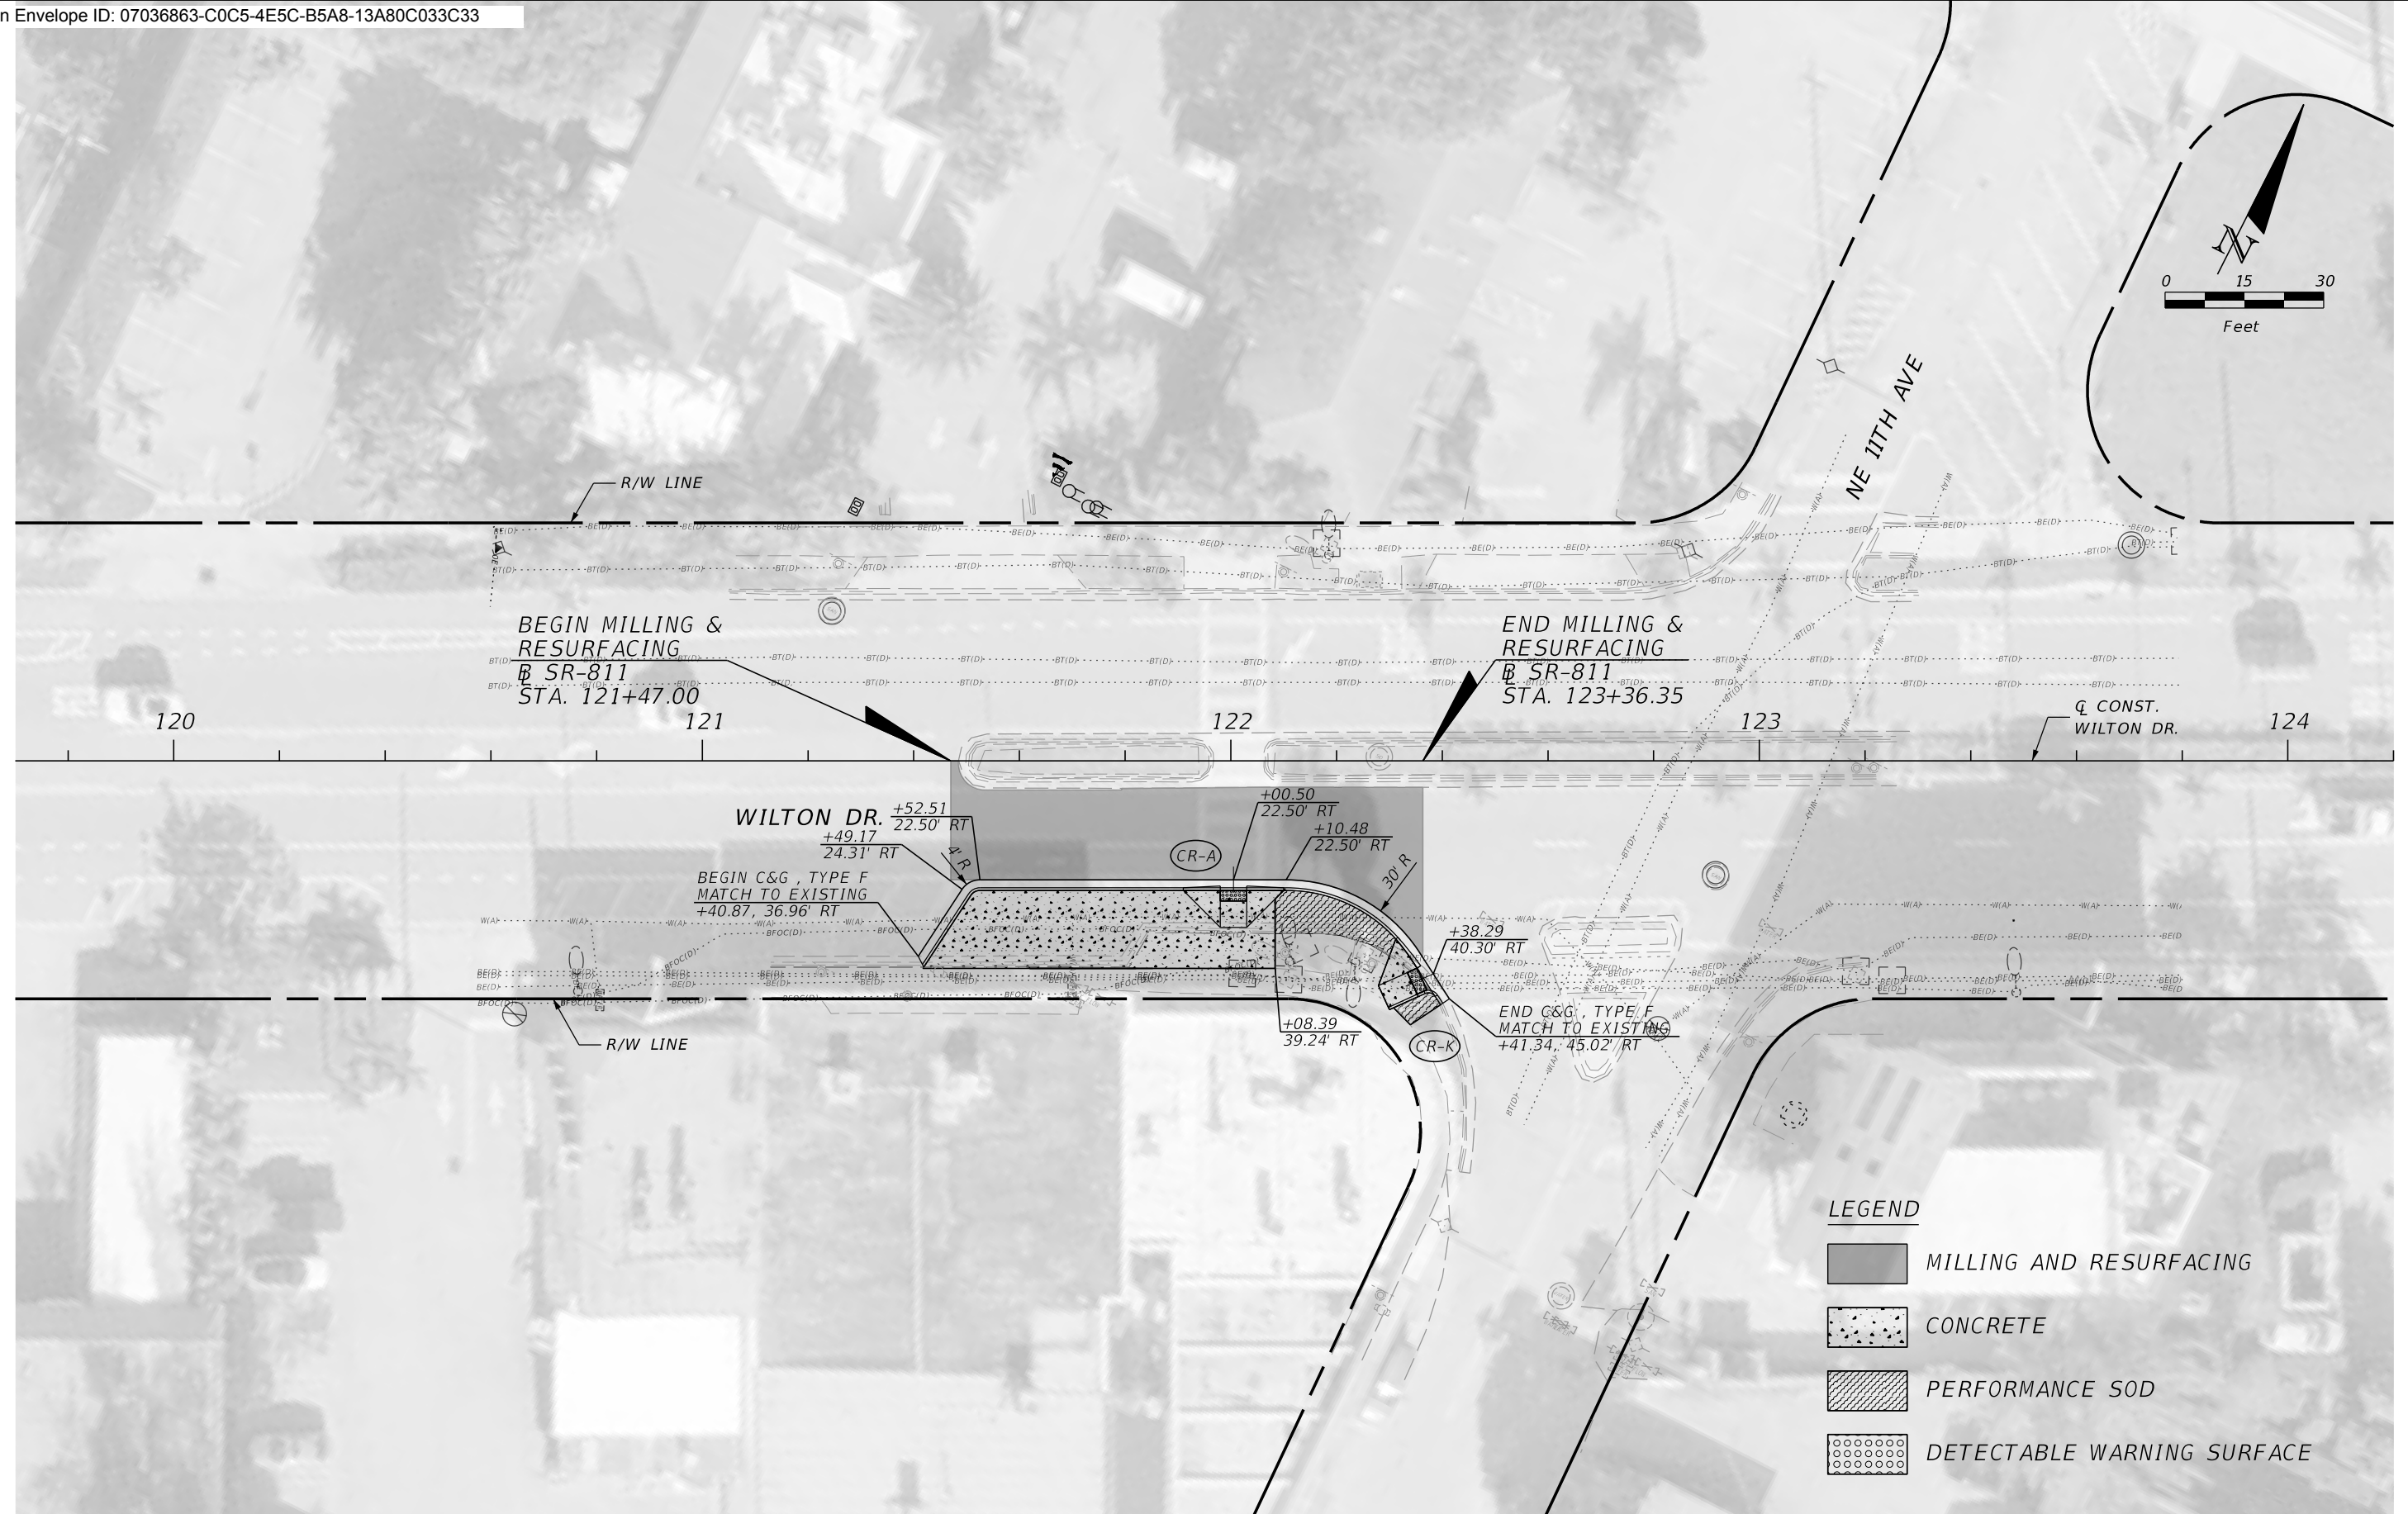 n Envelope ID: 07036863-C0C5-4E5C-B5A8-13A80C033C33
0 15 30
Feet
N
NE 11TH AVE
R/W LINE
BEGIN MILLING &
RESURFACING
℄ SR-811
STA. 121+47.00
END MILLING &
RESURFACING
℄ SR-811
STA. 123+36.35
℄ CONST.
WILTON DR.
120 121 122 123 124
WILTON DR.
+52.51
22.50' RT
+49.17
24.31' RT
4' R
BEGIN C&G, TYPE F
MATCH TO EXISTING
+40.87, 36.96' RT
CR-A
+00.50
22.50' RT
+10.48
22.50' RT
30' R
+38.29
40.30' RT
END C&G, TYPE F
MATCH TO EXISTING
+41.34, 45.02' RT
+08.39
39.24' RT
CR-K
R/W LINE
BE(D)
BT(D)
W(A)
BFOC(D)
LEGEND
MILLING AND RESURFACING
CONCRETE
PERFORMANCE SOD
DETECTABLE WARNING SURFACE